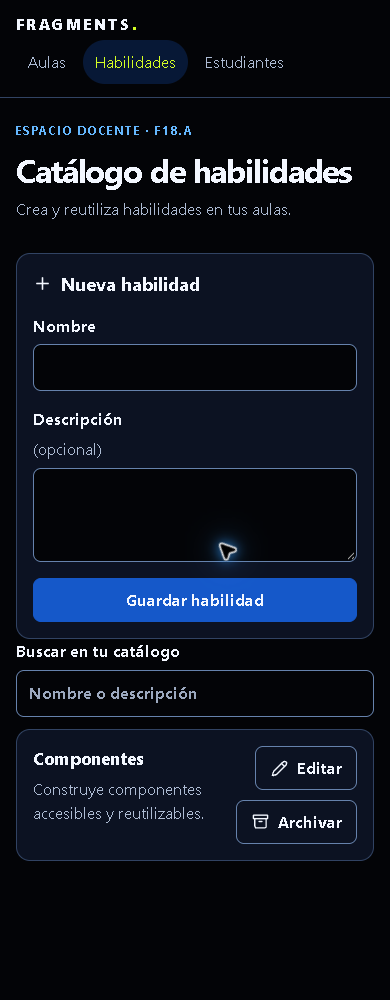 FRAGMENTS.
Aulas Habilidades Estudiantes
ESPACIO DOCENTE · F18.A
Catálogo de habilidades
Crea y reutiliza habilidades en tus aulas.
Nueva habilidad
Nombre
Descripción
(opcional)
Guardar habilidad
Buscar en tu catálogo
Nombre o descripción
Componentes
Construye componentes
accesibles y reutilizables.
Editar
Archivar